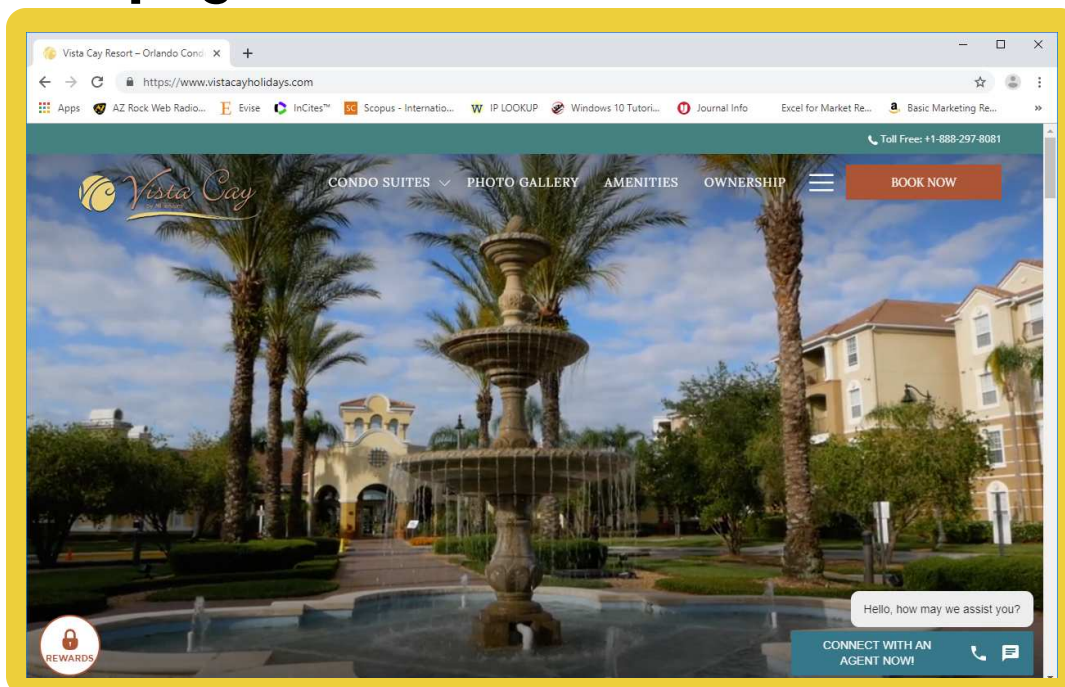 Vista Cay Resort – Orlando Cond
https://www.vistacayholidays.com
Apps AZ Rock Web Radio... Evise InCites™ Scopus - Internatio... IP LOOKUP Windows 10 Tutori... Journal Info Excel for Market Re... Basic Marketing Re... »
Toll Free: +1-888-297-8081
Vista Cay
CONDO SUITES PHOTO GALLERY AMENITIES OWNERSHIP BOOK NOW
Hello, how may we assist you?
CONNECT WITH AN
AGENT NOW!
REWARDS